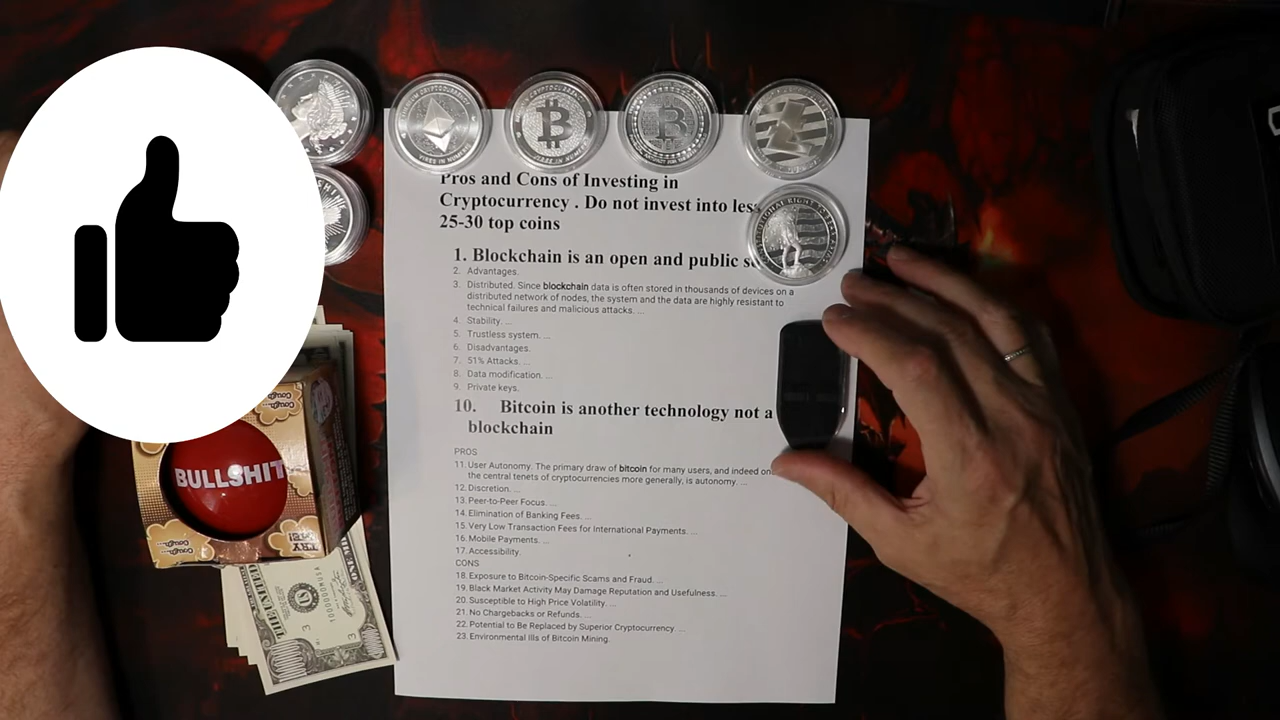 Pros and Cons of Investing in
Cryptocurrency . Do not invest into less
25-30 top coins
1. Blockchain is an open and public
2. Advantages.
3. Distributed. Since blockchain data is often stored in thousands of devices on a
distributed network of nodes, the system and the data are highly resistant to
technical failures and malicious attacks. ...
4. Stability. ...
5. Trustless system. ...
6. Disadvantages.
7. 51% Attacks. ...
8. Data modification. ...
9. Private keys.
10. Bitcoin is another technology not a
blockchain
PROS
11. User Autonomy. The primary draw of bitcoin for many users, and indeed
the central tenets of cryptocurrencies more generally, is autonomy. ...
12. Discretion. ...
13. Peer-to-Peer Focus. ...
14. Elimination of Banking Fees. ...
15. Very Low Transaction Fees for International Payments. ...
16. Mobile Payments. ...
17. Accessibility.
CONS
18. Exposure to Bitcoin-Specific Scams and Fraud. ...
19. Black Market Activity May Damage Reputation and Usefulness. ...
20. Susceptible to High Price Volatility. ...
21. No Chargebacks or Refunds. ...
22. Potential to Be Replaced by Superior Cryptocurrency. ...
23. Environmental Ills of Bitcoin Mining.
BULLSHIT
Cough...
Cough
TRY
ME!